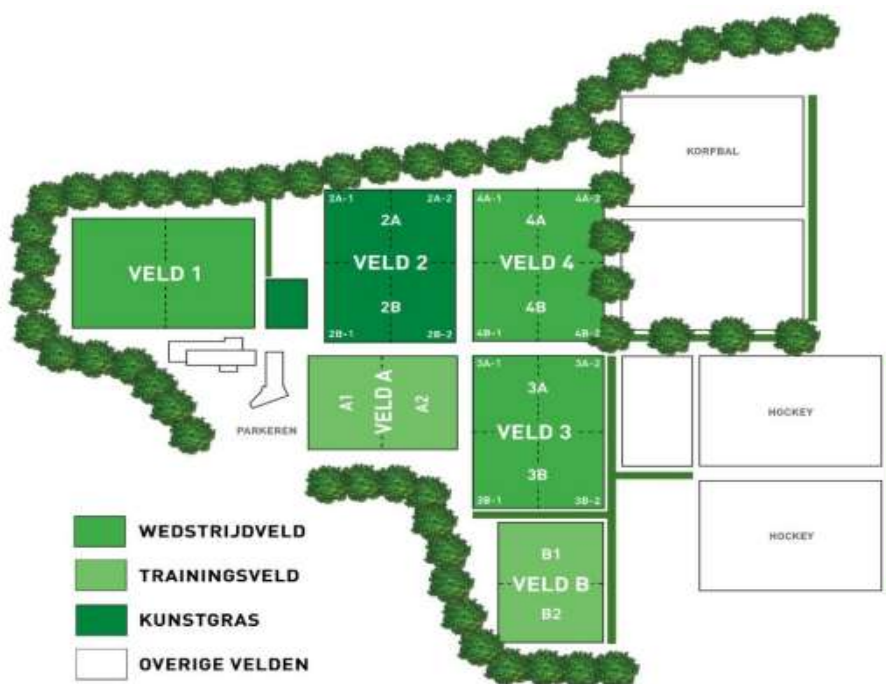 KORFBAL
2A-1
2A-2
2A
VELD 2
2B
2B-1
2B-2
4A-1
4A-2
4A
VELD 4
4B
4B-1
4B-2
VELD 1
A1
VELD A
A2
PARKEREN
3A-1
3A-2
3A
VELD 3
3B
3B-1
3B-2
HOCKEY
HOCKEY
B1
VELD B
B2
WEDSTRIJDVELD
TRAININGSVELD
KUNSTGRAS
OVERIGE VELDEN